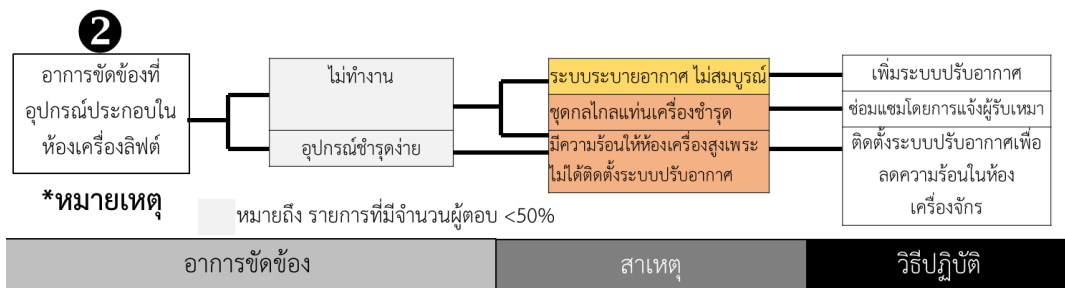 2
อาการขัดข้องที่
อุปกรณ์ประกอบใน
ห้องเครื่องลิฟต์
ไม่ทำงาน
อุปกรณ์ชำรุดง่าย
ระบบระบายอากาศ ไม่สมบูรณ์
ชุดกลไกลแท่นเครื่องชำรุด
มีความร้อนให้ห้องเครื่องสูงเพระ
ไม่ได้ติดตั้งระบบปรับอากาศ
เพิ่มระบบปรับอากาศ
ซ่อมแซมโดยการแจ้งผู้รับเหมา
ติดตั้งระบบปรับอากาศเพื่อ
ลดความร้อนในห้อง
เครื่องจักร
*หมายเหตุ
หมายถึง รายการที่มีจำนวนผู้ตอบ <50%
อาการขัดข้อง
สาเหตุ
วิธีปฏิบัติ